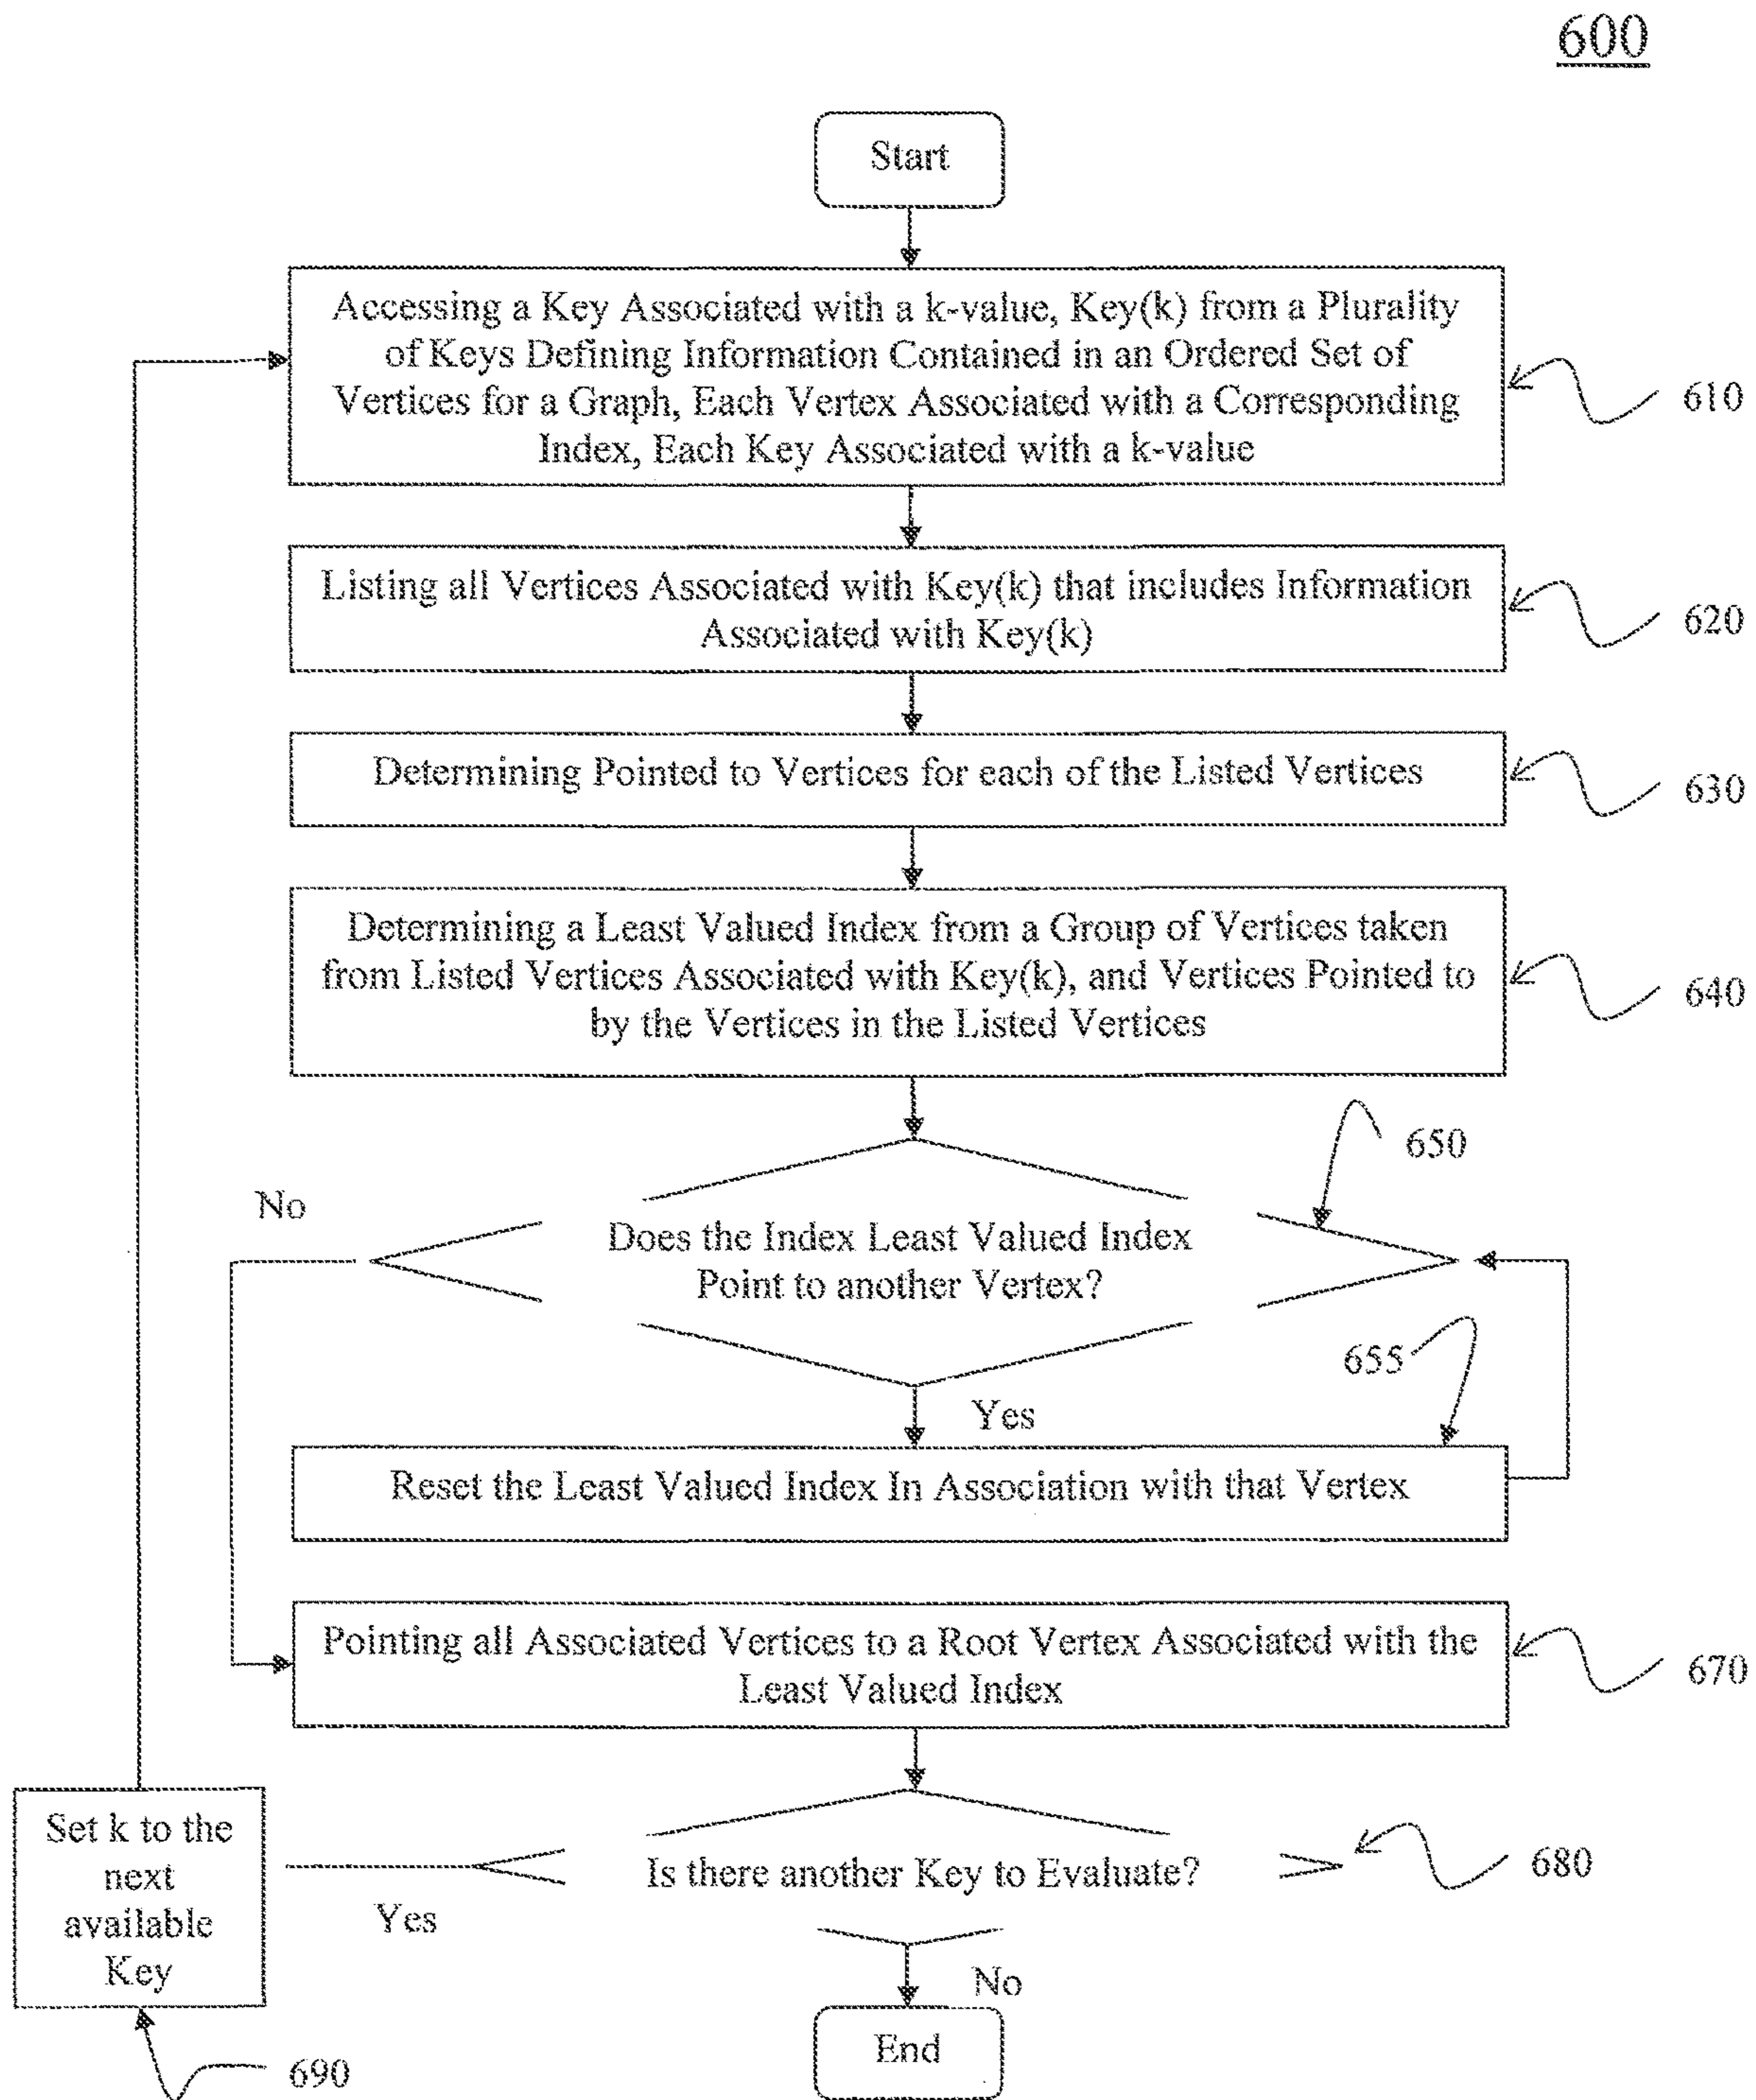 600
Start
Accessing a Key Associated with a k-value, Key(k) from a Plurality
of Keys Defining Information Contained in an Ordered Set of
Vertices for a Graph, Each Vertex Associated with a Corresponding
Index, Each Key Associated with a k-value
610
Listing all Vertices Associated with Key(k) that includes Information
Associated with Key(k)
620
Determining Pointed to Vertices for each of the Listed Vertices
630
Determining a Least Valued Index from a Group of Vertices taken
from Listed Vertices Associated with Key(k), and Vertices Pointed to
by the Vertices in the Listed Vertices
640
650
No
Does the Index Least Valued Index
Point to another Vertex?
655
Yes
Reset the Least Valued Index In Association with that Vertex
Pointing all Associated Vertices to a Root Vertex Associated with the
Least Valued Index
670
Set k to the
next
available
Key
Is there another Key to Evaluate?
680
Yes
No
End
690